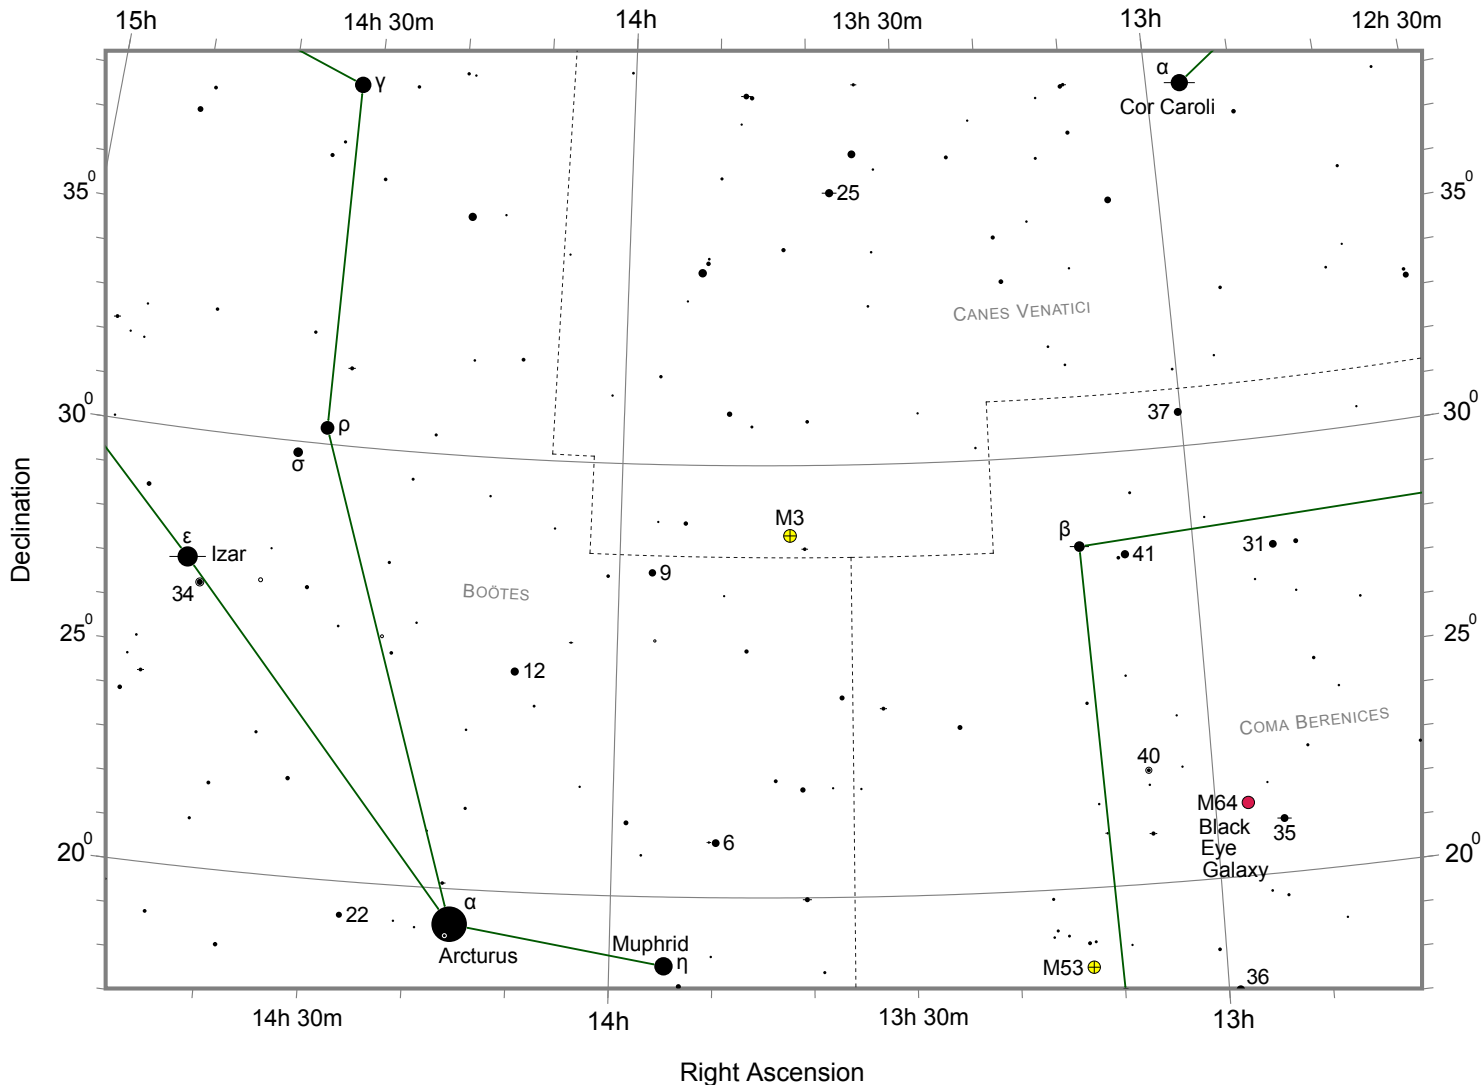 15h
14h 30m
14h
13h 30m
13h
12h 30m
γ
α
Cor Caroli
35⁰
25
35⁰
CANES VENATICI
30⁰
37
30⁰
ρ
σ
M3
β
ε
Izar
41
31
34
9
BOÖTES
Declination
25⁰
25⁰
12
COMA BERENICES
40
M64
Black
Eye
Galaxy
35
20⁰
6
20⁰
α
22
Arcturus
Muphrid
η
M53
36
14h 30m
14h
13h 30m
13h
Right Ascension